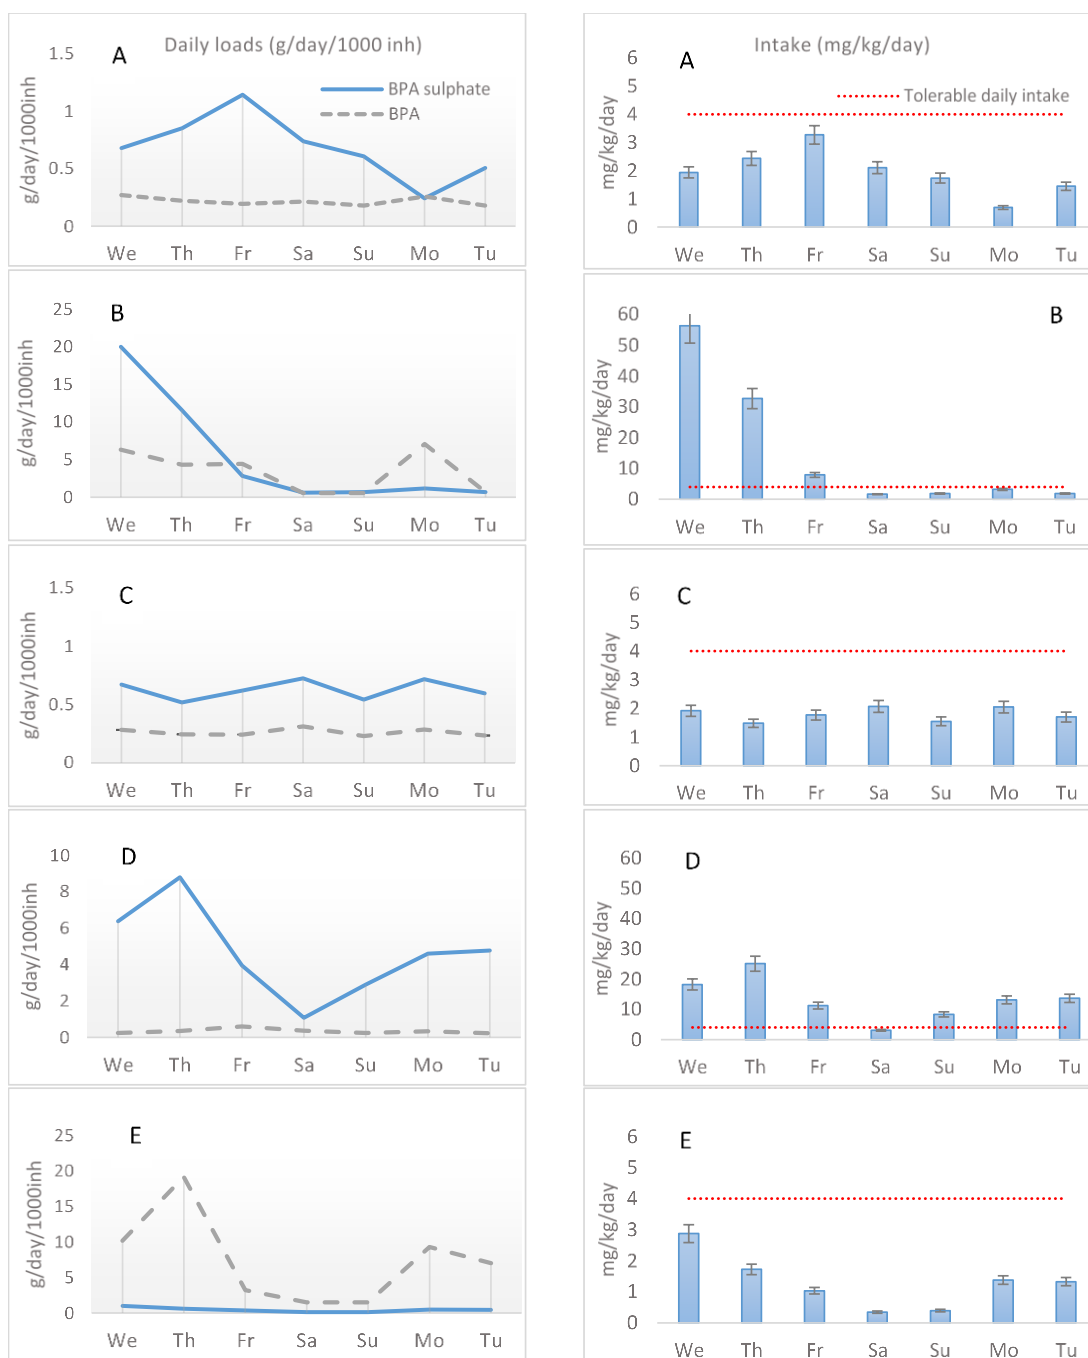 Daily loads (g/day/1000 inh)
A
1.5
1
0.5
0
g/day/1000inh
BPA sulphate
BPA
We Th Fr Sa Su Mo Tu
Intake (mg/kg/day)
A
6
5
4
3
2
1
0
mg/kg/day
Tolerable daily intake
We Th Fr Sa Su Mo Tu
B
25
20
15
10
5
0
g/day/1000inh
We Th Fr Sa Su Mo Tu
B
60
50
40
30
20
10
0
mg/kg/day
We Th Fr Sa Su Mo Tu
C
1.5
1
0.5
0
g/day/1000inh
We Th Fr Sa Su Mo Tu
C
6
5
4
3
2
1
0
mg/kg/day
We Th Fr Sa Su Mo Tu
D
10
8
6
4
2
0
g/day/1000inh
We Th Fr Sa Su Mo Tu
D
60
50
40
30
20
10
0
mg/kg/day
We Th Fr Sa Su Mo Tu
E
25
20
15
10
5
0
g/day/1000inh
We Th Fr Sa Su Mo Tu
E
6
5
4
3
2
1
0
mg/kg/day
We Th Fr Sa Su Mo Tu